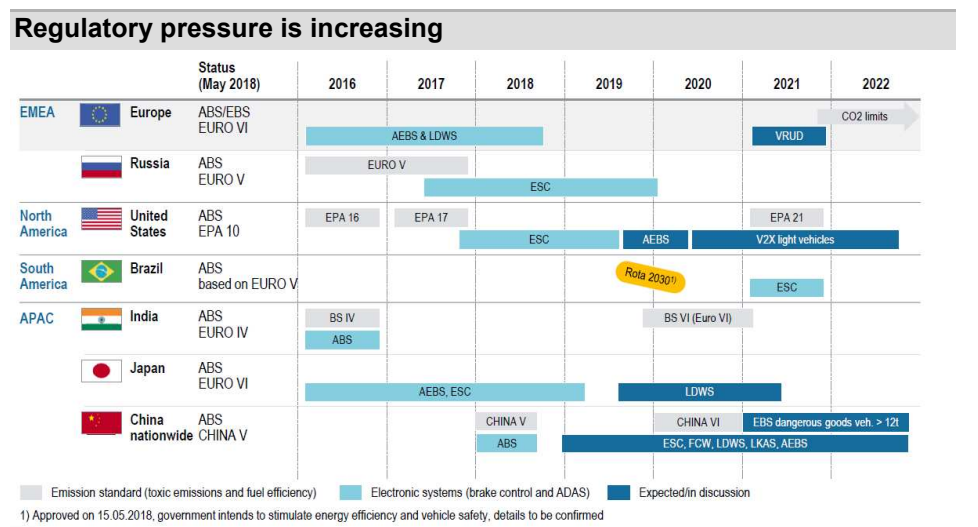 Regulatory pressure is increasing
Status
(May 2018)
2016 2017 2018 2019 2020 2021 2022
EMEA Europe ABS/EBS
EURO VI
CO2 limits
AEBS & LDWS VRUD
Russia ABS
EURO V
EURO V
ESC
North
America
United
States
ABS
EPA 10
EPA 16 EPA 17 EPA 21
ESC AEBS V2X light vehicles
South
America
Brazil ABS
based on EURO V
Rota 20301)
ESC
APAC India ABS
EURO IV
BS IV BS VI (Euro VI)
ABS
Japan ABS
EURO VI
AEBS, ESC LDWS
China
nationwide
ABS
CHINA V
CHINA V CHINA VI EBS dangerous goods veh. > 12t
ABS ESC, FCW, LDWS, LKAS, AEBS
Emission standard (toxic emissions and fuel efficiency) Electronic systems (brake control and ADAS) Expected/in discussion
1) Approved on 15.05.2018, government intends to stimulate energy efficiency and vehicle safety, details to be confirmed